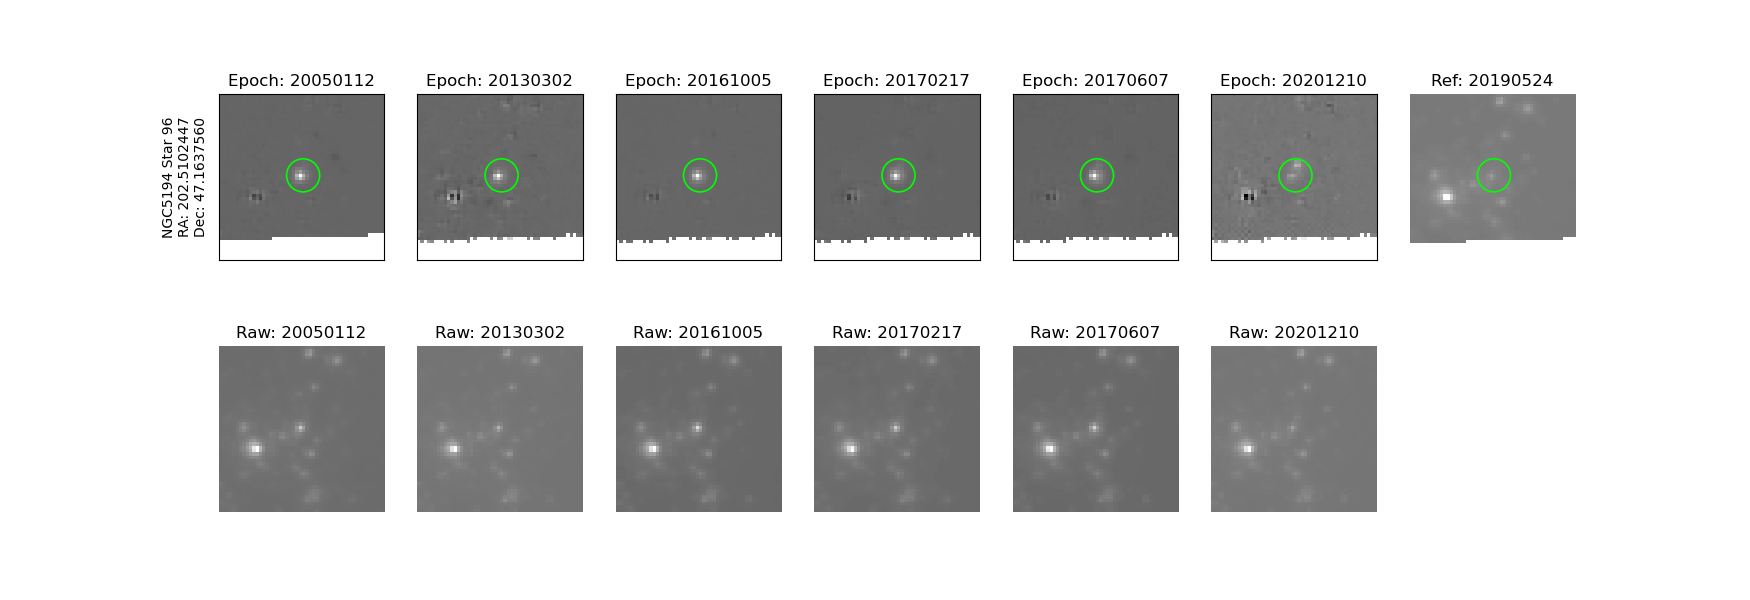 NGC5194 Star 96
RA: 202.5102447
Dec: 47.1637560
Epoch: 20050112
Epoch: 20130302
Epoch: 20161005
Epoch: 20170217
Epoch: 20170607
Epoch: 20201210
Ref: 20190524
Raw: 20050112
Raw: 20130302
Raw: 20161005
Raw: 20170217
Raw: 20170607
Raw: 20201210